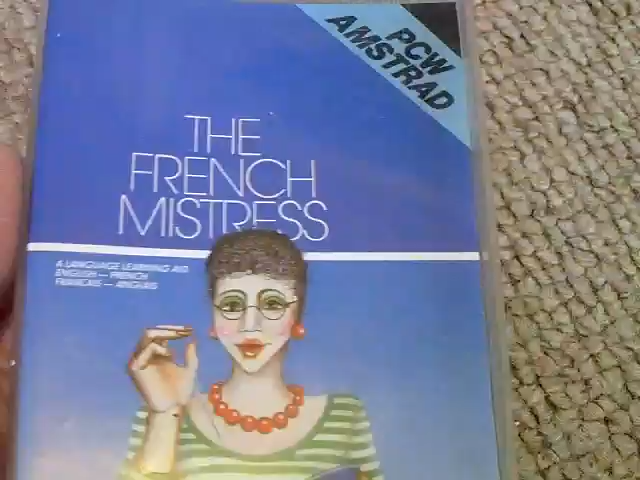 PCW
AMSTRAD
THE
FRENCH
MISTRESS
A LANGUAGE LEARNING AID
ENGLISH — FRENCH
FRANCAIS — ANGLAIS